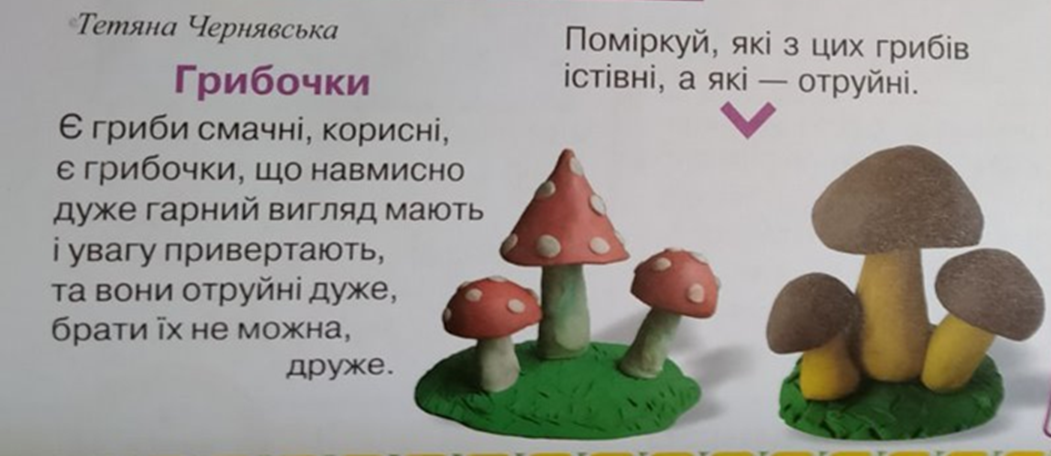 Тетяна Чернявська
Грибочки
Є гриби смачні, корисні,
є грибочки, що навмисно
дуже гарний вигляд мають
і увагу привертають,
та вони отруйні дуже,
брати їх не можна,
друже.
Поміркуй, які з цих грибів
істівні, а які — отруйні.